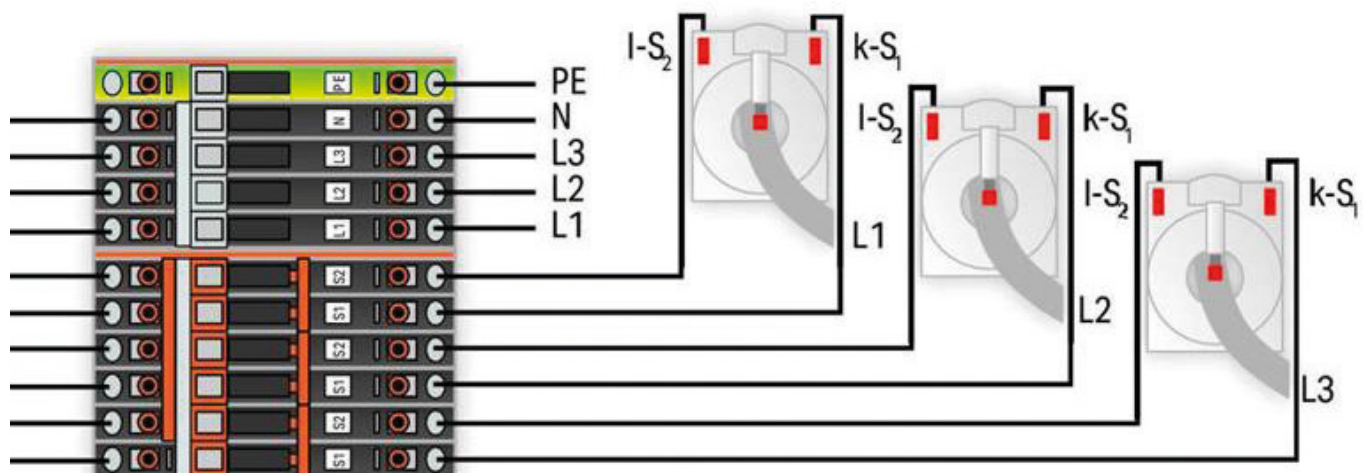 PE
N
L3
L2
L1
PE
N
L3
L2
L1
S2
S1
S2
S1
S2
S1
l-S₂
k-S₁
L1
l-S₂
k-S₁
L2
l-S₂
k-S₁
L3